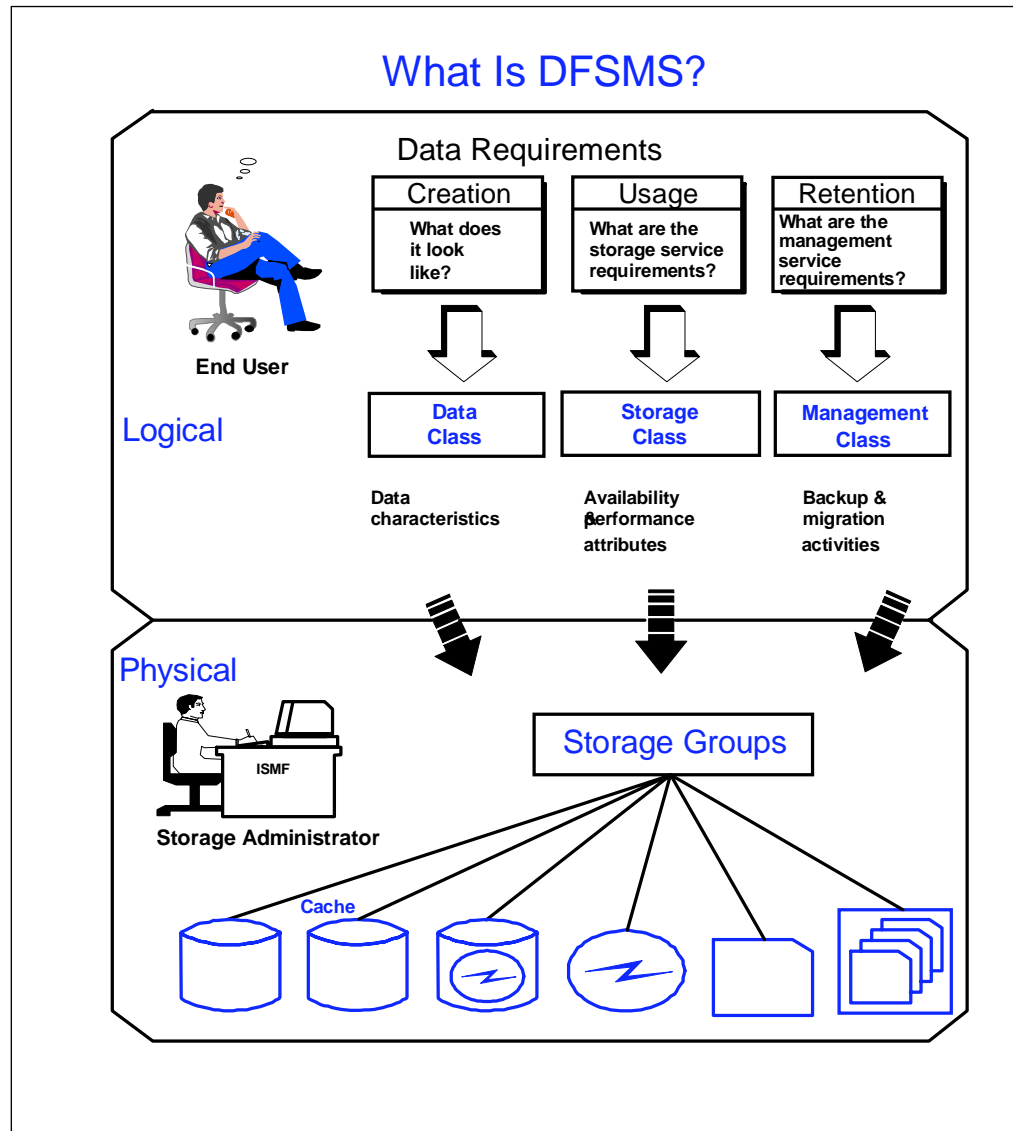 What Is DFSMS?
Data Requirements
Creation
What does
it look
like?
Usage
What are the
storage service
requirements?
Retention
What are the
management
service
requirements?
End User
Logical
Data
Class
Storage
Class
Management
Class
Data
characteristics
Availability
& performance
attributes
Backup &
migration
activities
Physical
ISMF
Storage Administrator
Storage Groups
Cache